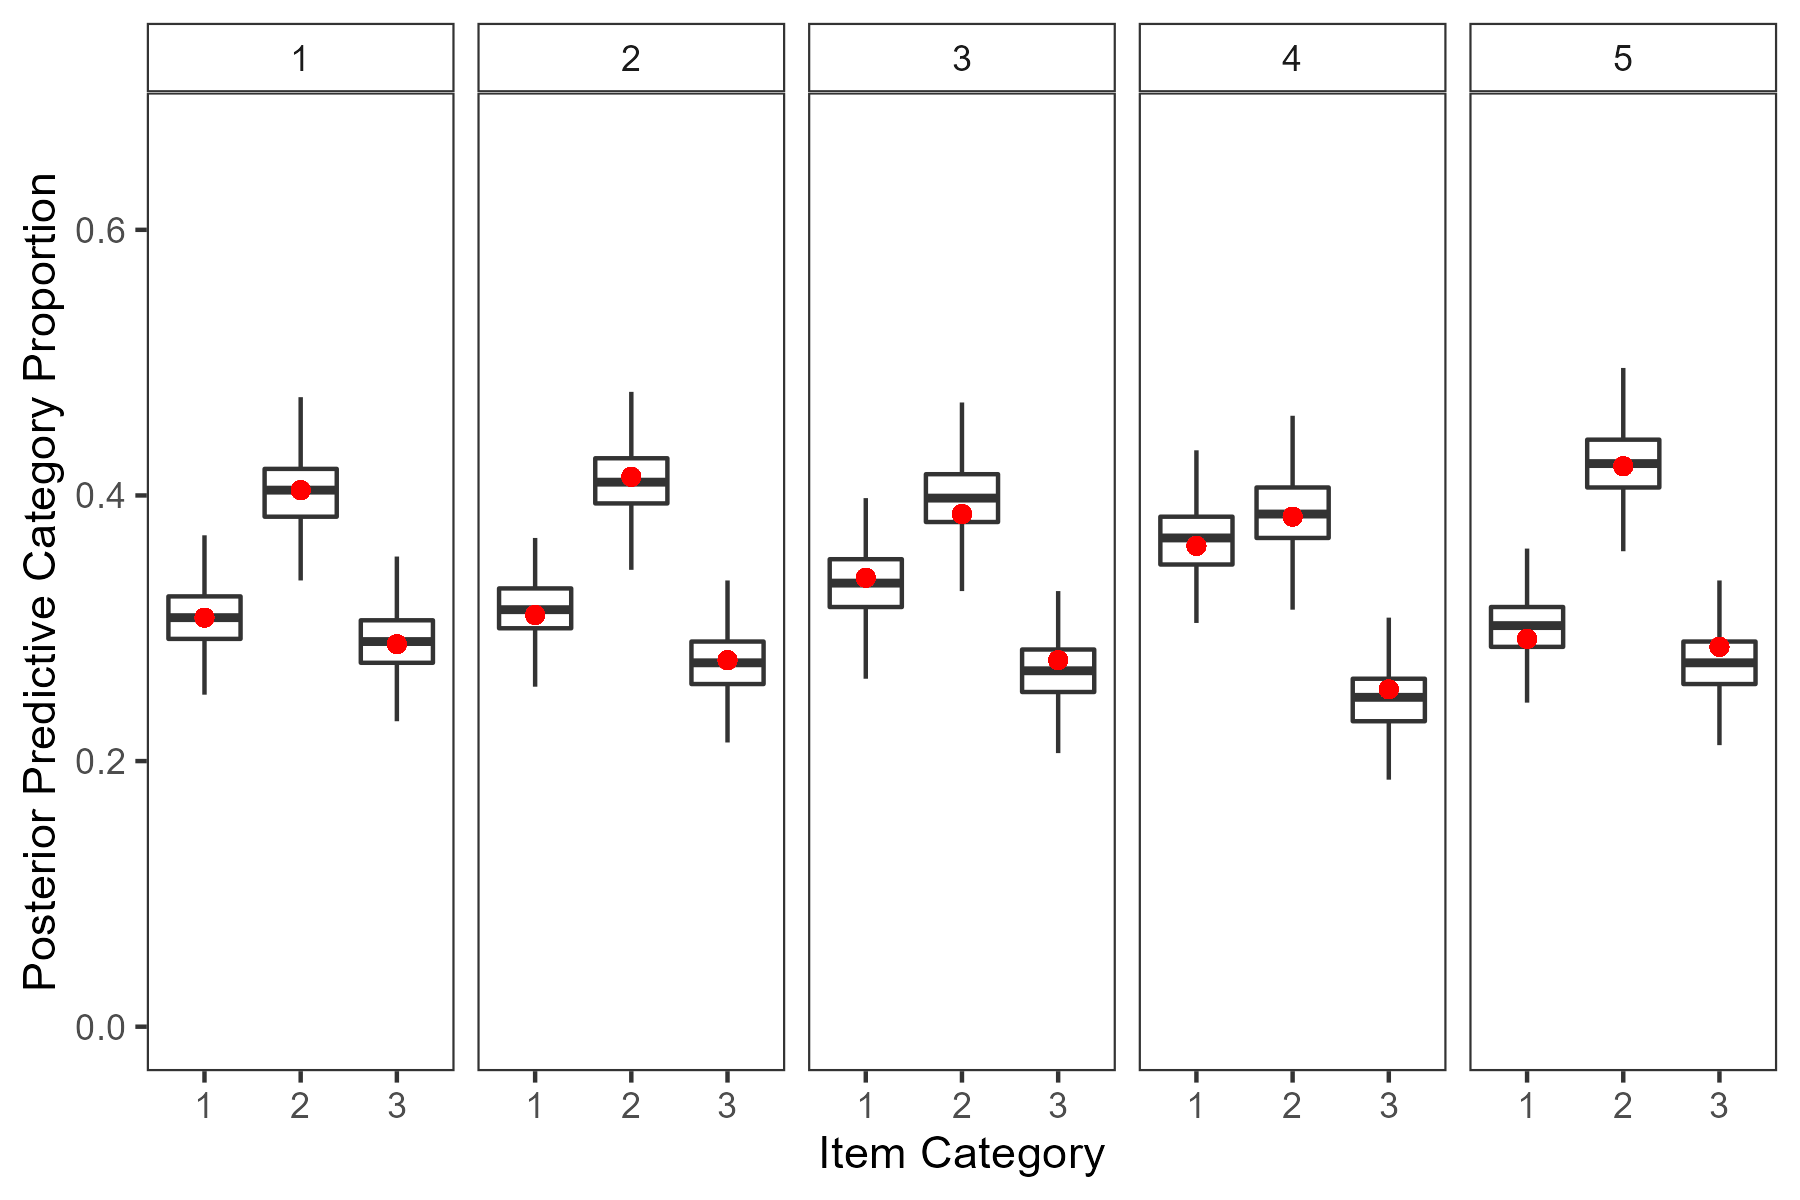 1 2 3 4 5
Posterior Predictive Category Proportion
0.6
0.4
0.2
0.0
1 2 3 1 2 3 1 2 3 1 2 3 1 2 3
Item Category